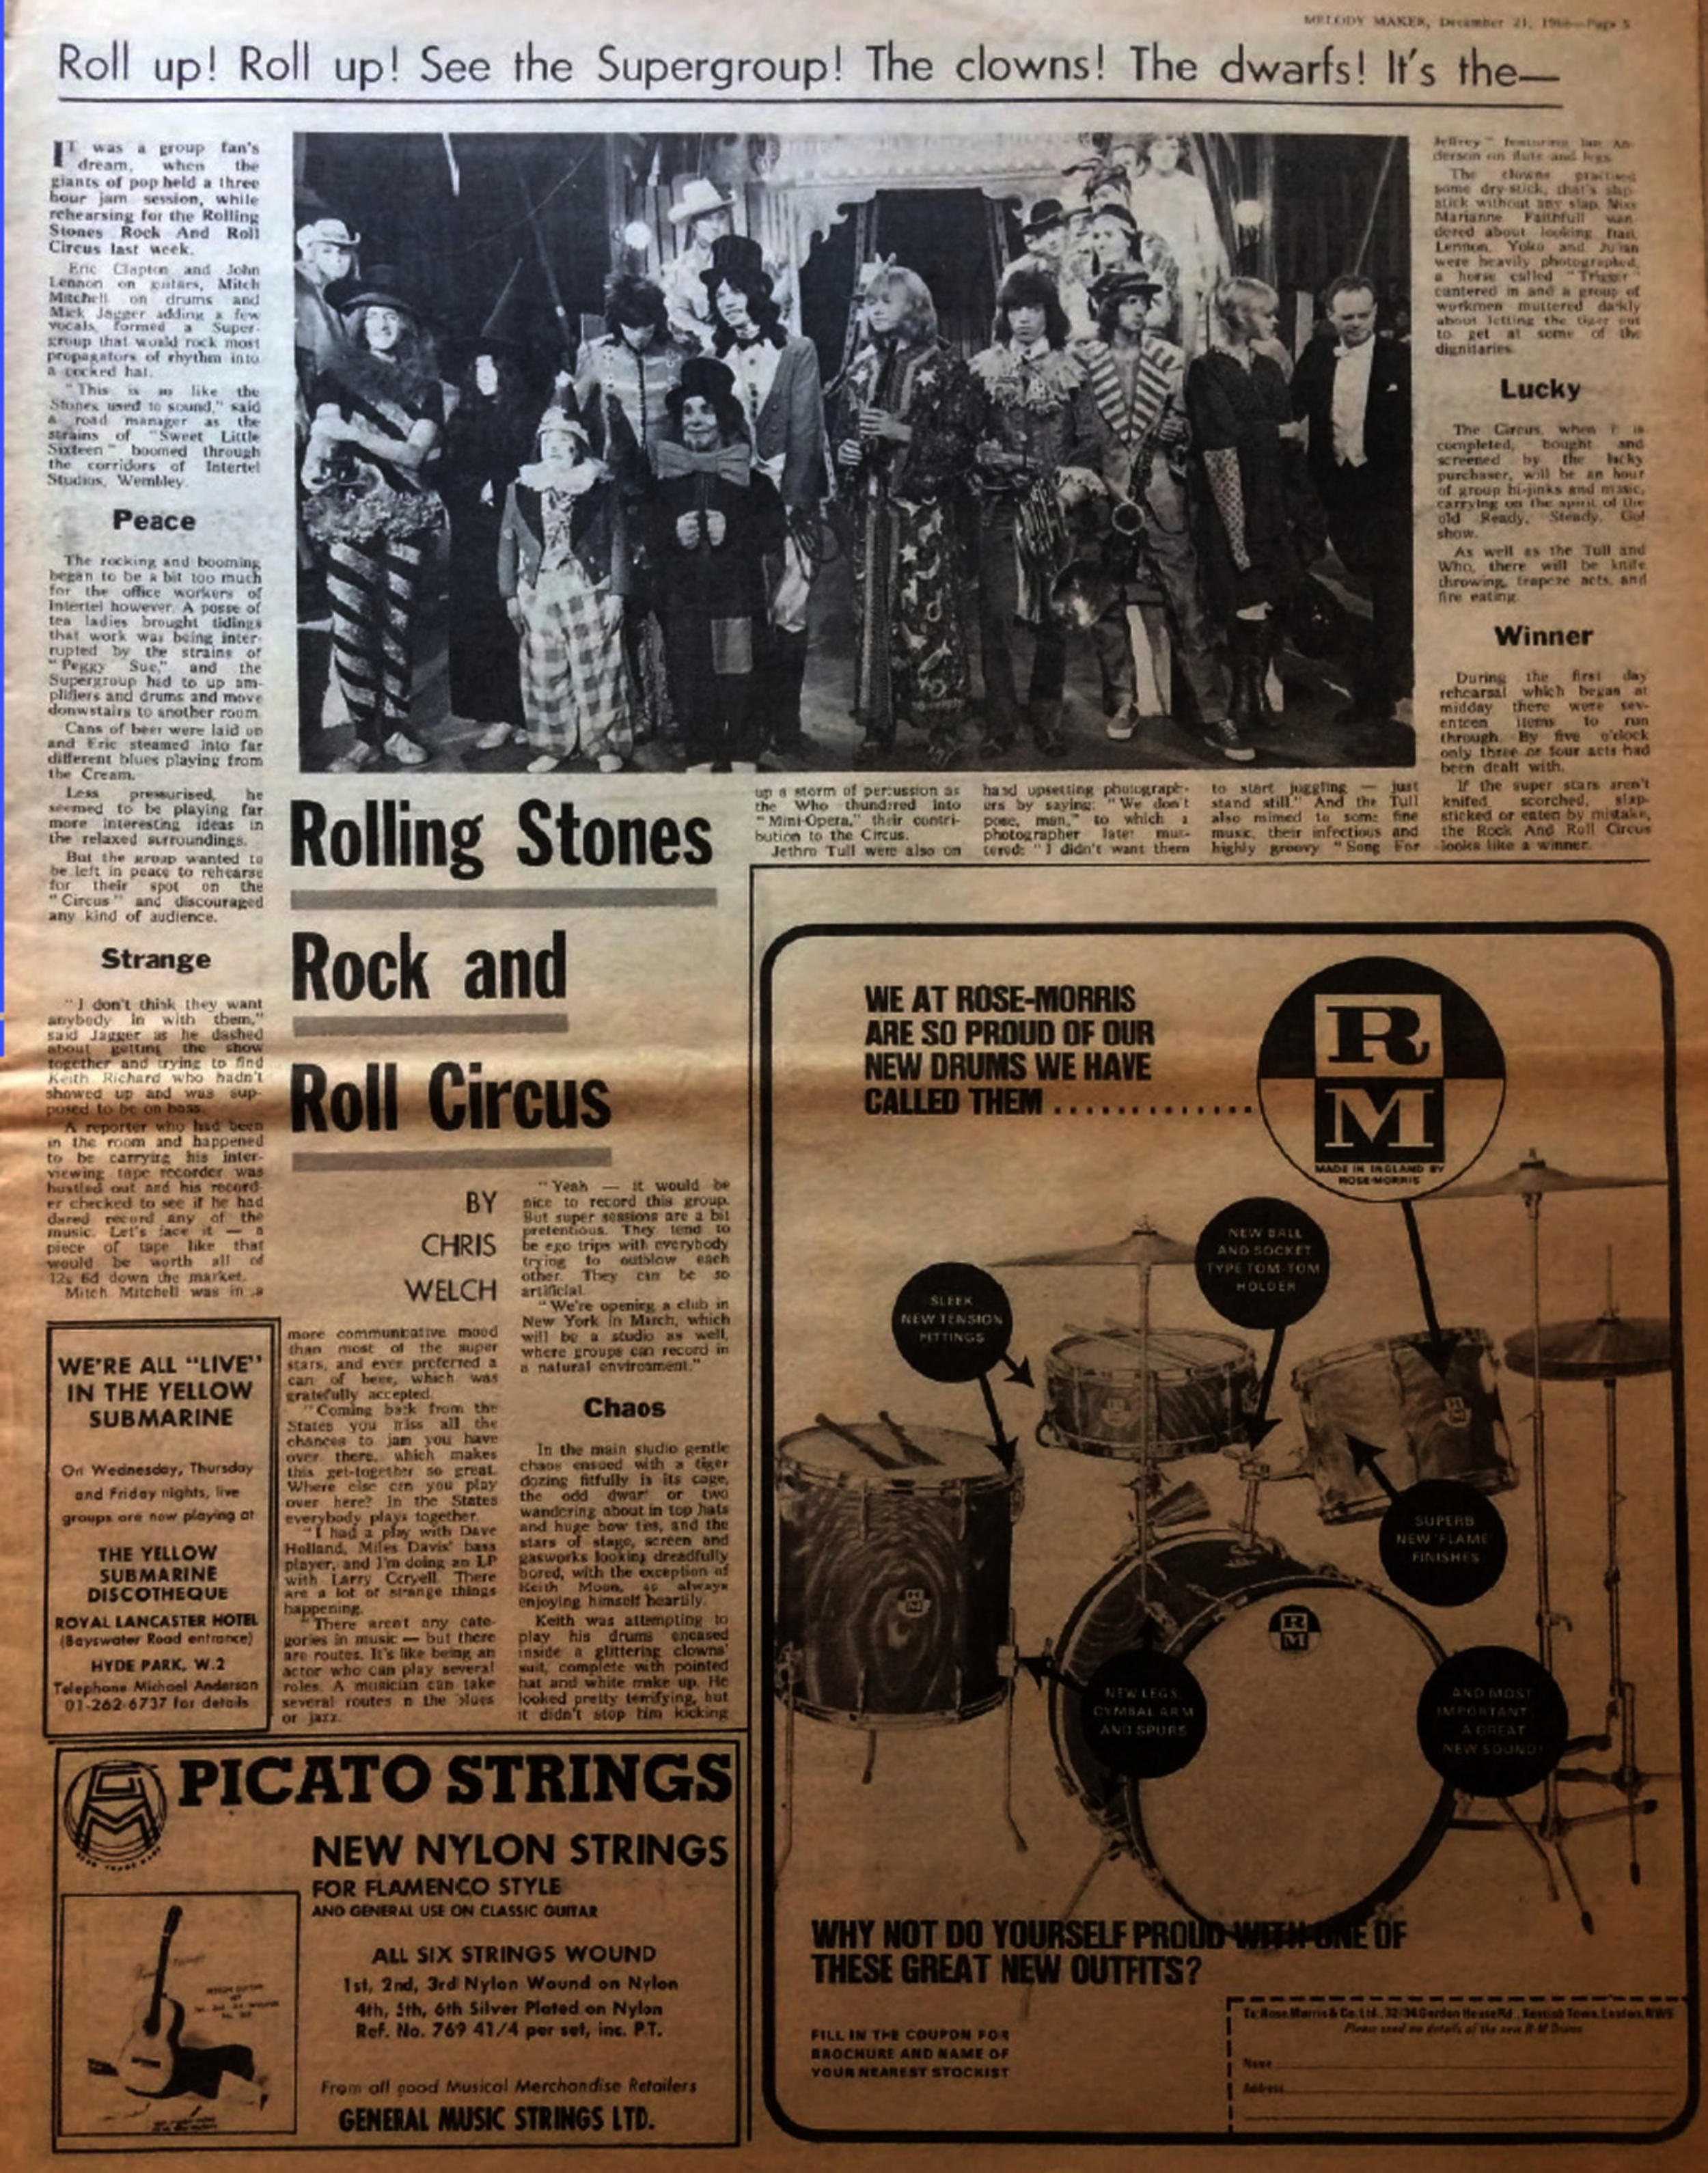 MELODY MAKER, December 21, 1968—Page 5
Roll up! Roll up! See the Supergroup! The clowns! The dwarfs! It's the—
IT was a group fan's
dream, when the
giants of pop held a three
hour jam session, while
rehearsing for the Rolling
Stones Rock And Roll
Circus last week.
Eric Clapton and John
Lennon on guitars, Mitch
Mitchell on drums and
Mick Jagger adding a few
vocals, formed a Super-
group that would rock most
propagators of rhythm into
a cocked hat.
"This is as like the
Stones used to sound," said
a road manager as the
strains of "Sweet Little
Sixteen" boomed through
the corridors of Intertel
Studios, Wembley.
Peace
The rocking and booming
began to be a bit too much
for the office workers of
Intertel however. A posse of
tea ladies brought tidings
that work was being inter-
rupted by the strains of
"Peggy Sue," and the
Supergroup had to up am-
plifiers and drums and move
donwstairs to another room.
Cans of beer were laid on
and Eric steamed into far
different blues playing from
the Cream.
Less pressurised, he
seemed to be playing far
more interesting ideas in
the relaxed surroundings.
But the group wanted to
be left in peace to rehearse
for their spot on the
"Circus" and discouraged
any kind of audience.
Strange
"I don't think they want
anybody in with them,"
said Jagger as he dashed
about getting the show
together and trying to find
Keith Richard who hadn't
showed up and was sup-
posed to be on bass.
A reporter who had been
in the room and happened
to be carrying his inter-
viewing tape recorder was
hustled out and his record-
er checked to see if he had
dared record any of the
music. Let's face it — a
piece of tape like that
would be worth all of
12s 6d down the market.
Mitch Mitchell was in a
Rolling Stones
Rock and
Roll Circus
BY
CHRIS
WELCH
more communicative mood
than most of the super
stars, and even preferred a
can of beer, which was
gratefully accepted.
"Coming back from the
States you miss all the
chances to jam you have
over there, which makes
this get-together so great.
Where else can you play
over here? In the States
everybody plays together.
"I had a play with Dave
Holland, Miles Davis' bass
player, and I'm doing an LP
with Larry Coryell. There
are a lot of strange things
happening.
"There arent any cate-
gories in music — but there
are routes. It's like being an
actor who can play several
roles. A musician can take
several routes n the blues
or jazz.
"Yeah — it would be
nice to record this group.
But super sessions are a bit
pretentious. They tend to
be ego trips with everybody
trying to outblow each
other. They can be so
artificial.
"We're opening a club in
New York in March, which
will be a studio as well,
where groups can record in
a natural environment."
Chaos
In the main studio gentle
chaos ensued with a tiger
dozing fitfully in its cage,
the odd dwarf or two
wandering about in top hats
and huge bow ties, and the
stars of stage, screen and
gasworks looking dreadfully
bored, with the exception of
Keith Moon, as always
enjoying himself heartily.
Keith was attempting to
play his drums encased
inside a glittering clowns'
suit, complete with pointed
hat and white make up. He
looked pretty terrifying, but
it didn't stop him kicking
up a storm of percussion as
the Who thundered into
"Mini-Opera," their contri-
bution to the Circus.
Jethro Tull were also on
hand upsetting photograph-
ers by saying: "We don't
pose, man," to which a
photographer later mut-
tered: "I didn't want them
to start juggling — just
stand still." And the Tull
also mimed to some fine
music, their infectious and
highly groovy "Song For
Jeffrey" featuring Ian An-
derson on flute and legs.
The clowns practised
some dry-stick, that's slap-
stick without any slap. Miss
Marianne Faithfull wan-
dered about looking frail,
Lennon, Yoko and Julian
were heavily photographed,
a horse called "Trigger"
cantered in and a group of
workmen muttered darkly
about letting the tiger out
to get at some of the
dignitaries.
Lucky
The Circus, when it is
completed, bought and
screened by the lucky
purchaser, will be an hour
of group hi-jinks and music,
carrying on the spirit of the
old Ready, Steady, Go!
show.
As well as the Tull and
Who, there will be knife
throwing, trapeze acts, and
fire eating.
Winner
During the first day
rehearsal which began at
midday there were sev-
enteen items to run
through. By five o'clock
only three or four acts had
been dealt with.
If the super stars aren't
knifed, scorched, slap-
sticked or eaten by mistake,
the Rock And Roll Circus
looks like a winner.
WE'RE ALL "LIVE"
IN THE YELLOW
SUBMARINE
On Wednesday, Thursday
and Friday nights, live
groups are now playing at
THE YELLOW
SUBMARINE
DISCOTHEQUE
ROYAL LANCASTER HOTEL
(Bayswater Road entrance)
HYDE PARK, W.2
Telephone Michael Anderson
01-262-6737 for details
PICATO STRINGS
NEW NYLON STRINGS
FOR FLAMENCO STYLE
AND GENERAL USE ON CLASSIC GUITAR
ALL SIX STRINGS WOUND
1st, 2nd, 3rd Nylon Wound on Nylon
4th, 5th, 6th Silver Plated on Nylon
Ref. No. 769 41/4 per set, inc. P.T.
From all good Musical Merchandise Retailers
GENERAL MUSIC STRINGS LTD.
WE AT ROSE-MORRIS
ARE SO PROUD OF OUR
NEW DRUMS WE HAVE
CALLED THEM .............
R
M
MADE IN ENGLAND BY
ROSE-MORRIS
NEW BALL
AND SOCKET
TYPE TOM-TOM
HOLDER
SLEEK
NEW TENSION
FITTINGS
SUPERB
NEW 'FLAME'
FINISHES
R
M
NEW LEGS,
CYMBAL ARM
AND SPURS
AND MOST
IMPORTANT
A GREAT
NEW SOUND!
WHY NOT DO YOURSELF PROUD WITH ONE OF
THESE GREAT NEW OUTFITS?
FILL IN THE COUPON FOR
BROCHURE AND NAME OF
YOUR NEAREST STOCKIST
To: Rose, Morris & Co. Ltd., 32/34 Gordon House Rd., Kentish Town, London, NW5
Please send me details of the new R-M Drums
Name
Address